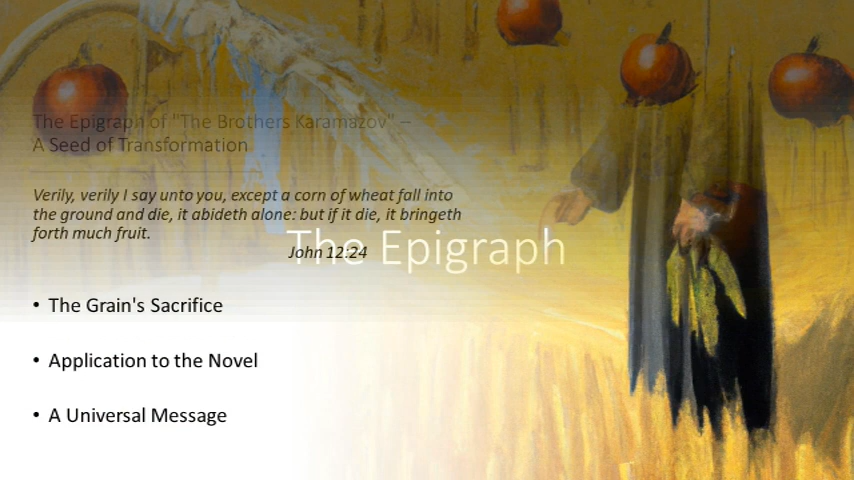 The Epigraph of "The Brothers Karamazov" –
A Seed of Transformation
Verily, verily I say unto you, except a corn of wheat fall into
the ground and die, it abideth alone: but if it die, it bringeth
forth much fruit.
John 12:24
The Epigraph
• The Grain's Sacrifice
• Application to the Novel
• A Universal Message